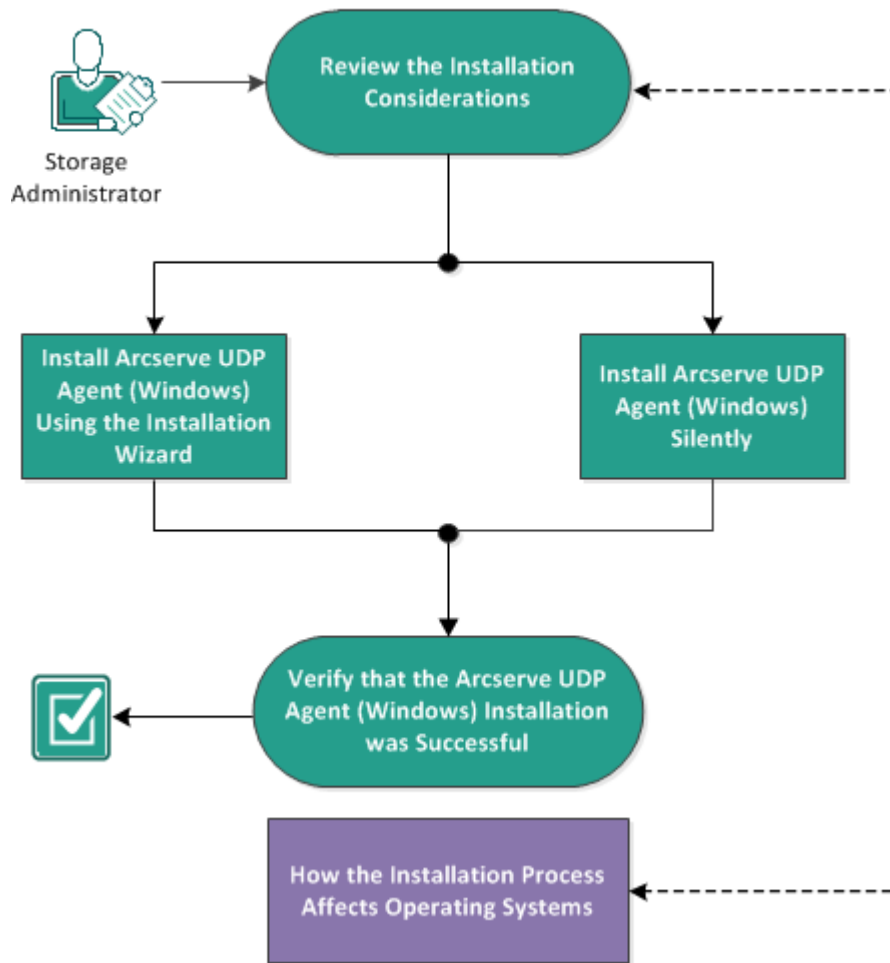 Review the Installation
Considerations
Storage
Administrator
Install Arcserve UDP
Agent (Windows)
Using the Installation
Wizard
Install Arcserve UDP
Agent (Windows)
Silently
Verify that the Arcserve UDP
Agent (Windows) Installation
was Successful
How the Installation Process
Affects Operating Systems